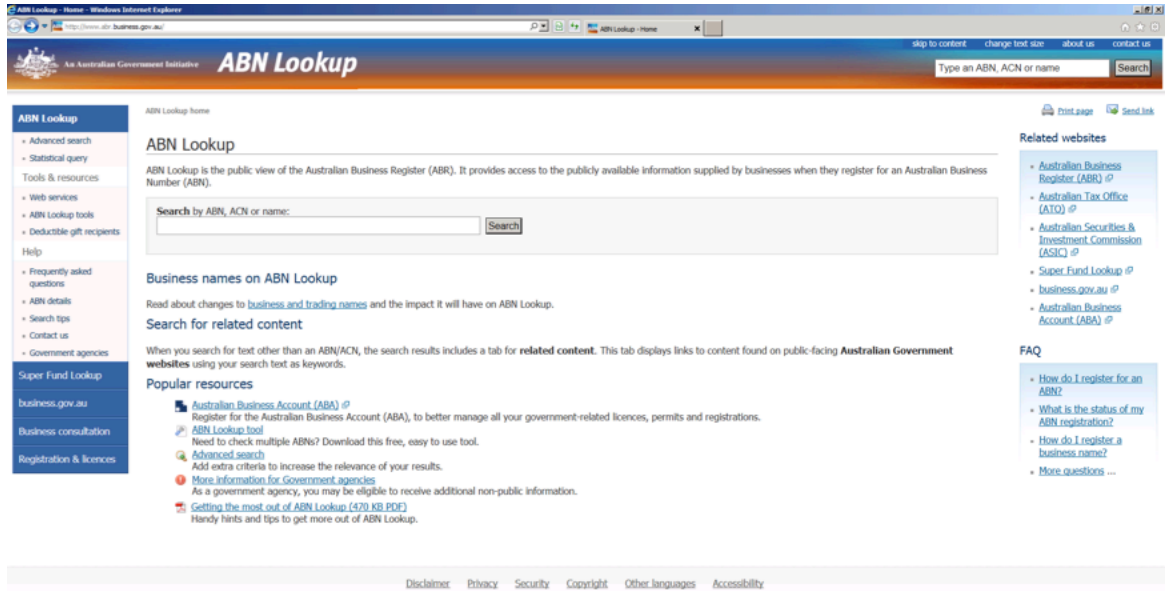 ABN Lookup - Home - Windows Internet Explorer
http://www.abr.business.gov.au/
ABN Lookup - Home
skip to content change text size about us contact us
An Australian Government Initiative
ABN Lookup
Type an ABN, ACN or name
Search
ABN Lookup
Advanced search
Statistical query
Tools & resources
Web services
ABN Lookup tools
Deductible gift recipients
Help
Frequently asked
questions
ABN details
Search tips
Contact us
Government agencies
Super Fund Lookup
business.gov.au
Business consultation
Registration & licences
ABN Lookup home
Print page Send link
ABN Lookup
ABN Lookup is the public view of the Australian Business Register (ABR). It provides access to the publicly available information supplied by businesses when they register for an Australian Business
Number (ABN).
Search by ABN, ACN or name:
Search
Business names on ABN Lookup
Read about changes to business and trading names and the impact it will have on ABN Lookup.
Search for related content
When you search for text other than an ABN/ACN, the search results includes a tab for related content. This tab displays links to content found on public-facing Australian Government
websites using your search text as keywords.
Popular resources
Australian Business Account (ABA)
Register for the Australian Business Account (ABA), to better manage all your government-related licences, permits and registrations.
ABN Lookup tool
Need to check multiple ABNs? Download this free, easy to use tool.
Advanced search
Add extra criteria to increase the relevance of your results.
More information for Government agencies
As a government agency, you may be eligible to receive additional non-public information.
Getting the most out of ABN Lookup (470 KB PDF)
Handy hints and tips to get more out of ABN Lookup.
Related websites
Australian Business
Register (ABR)
Australian Tax Office
(ATO)
Australian Securities &
Investment Commission
(ASIC)
Super Fund Lookup
business.gov.au
Australian Business
Account (ABA)
FAQ
How do I register for an
ABN?
What is the status of my
ABN registration?
How do I register a
business name?
More questions ...
Disclaimer Privacy Security Copyright Other languages Accessibility